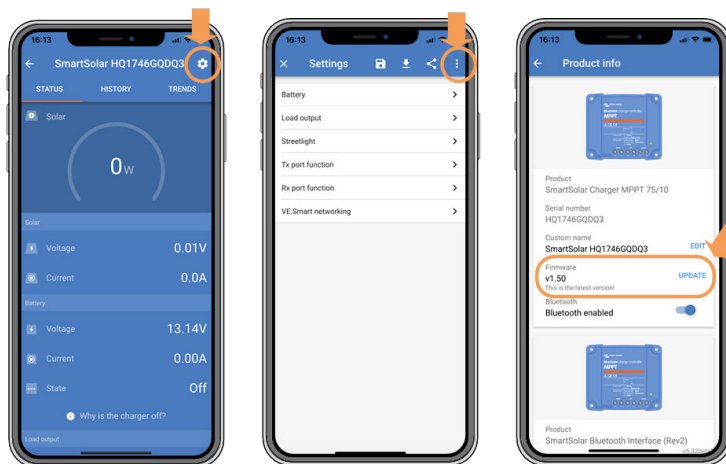 16:13
SmartSolar HQ1746GQDQ3
STATUS HISTORY TRENDS
Solar
0W
Solar
Voltage 0.01V
Current 0.0A
Battery
Voltage 13.14V
Current 0.00A
State Off
Why is the charger off?
Load output
16:13
Settings
Battery
Load output
Streetlight
Tx port function
Rx port function
VE.Smart networking
16:13
Product info
MPPT
Product
SmartSolar Charger MPPT 75/10
Serial number
HQ1746GQDQ3
Custom name
SmartSolar HQ1746GQDQ3 EDIT
Firmware
v1.50 UPDATE
This is the latest version!
Bluetooth
Bluetooth enabled
MPPT
Product
SmartSolar Bluetooth Interface (Rev2)